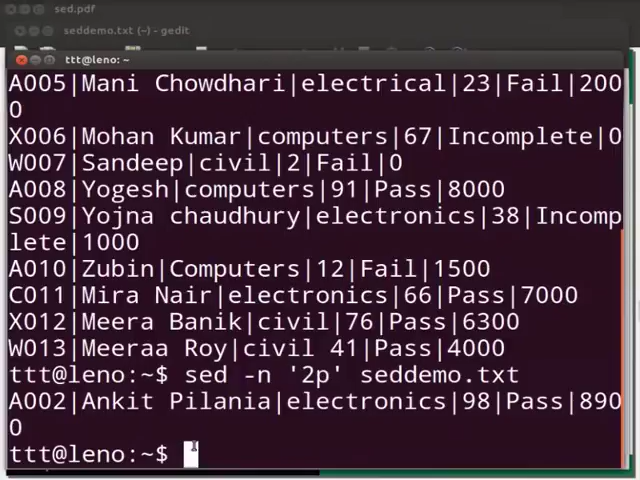 sed.pdf
seddemo.txt (~) - gedit
ttt@leno: ~
A005|Mani Chowdhari|electrical|23|Fail|200
0
X006|Mohan Kumar|computers|67|Incomplete|0
W007|Sandeep|civil|2|Fail|0
A008|Yogesh|computers|91|Pass|8000
S009|Yojna chaudhury|electronics|38|Incomp
lete|1000
A010|Zubin|Computers|12|Fail|1500
C011|Mira Nair|electronics|66|Pass|7000
X012|Meera Banik|civil|76|Pass|6300
W013|Meeraa Roy|civil 41|Pass|4000
ttt@leno:~$ sed -n '2p' seddemo.txt
A002|Ankit Pilania|electronics|98|Pass|890
0
ttt@leno:~$